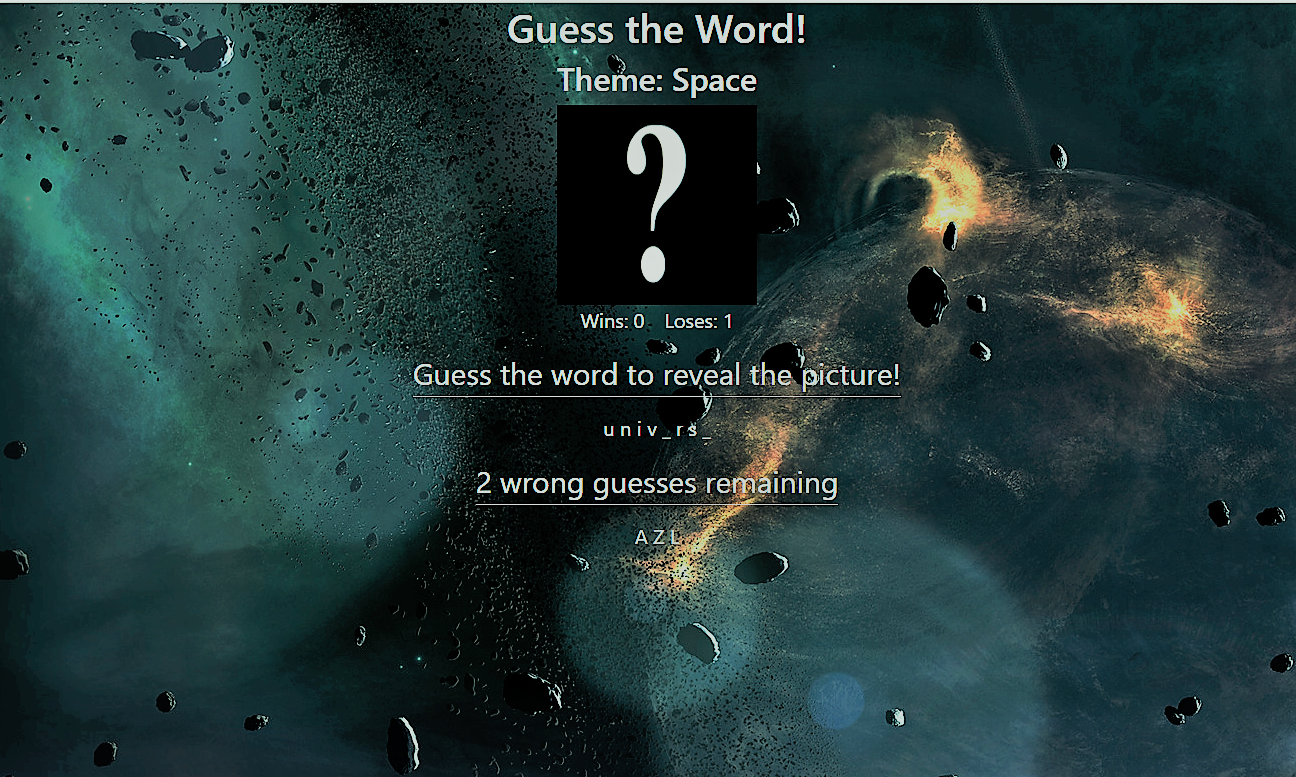 Guess the Word!
Theme: Space
?
Wins: 0 Loses: 1
Guess the word to reveal the picture!
u n i v _ r s _
2 wrong guesses remaining
A Z L